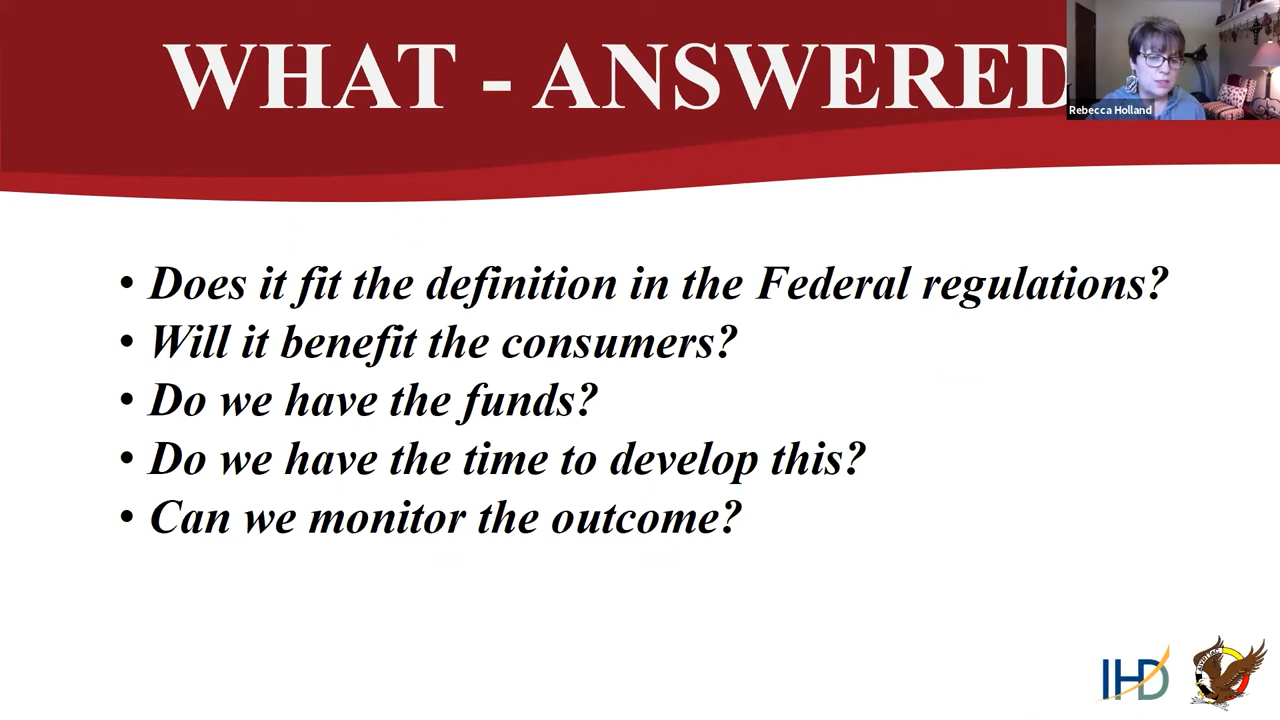 WHAT - ANSWERED
Rebecca Holland
• Does it fit the definition in the Federal regulations?
• Will it benefit the consumers?
• Do we have the funds?
• Do we have the time to develop this?
• Can we monitor the outcome?
IHD